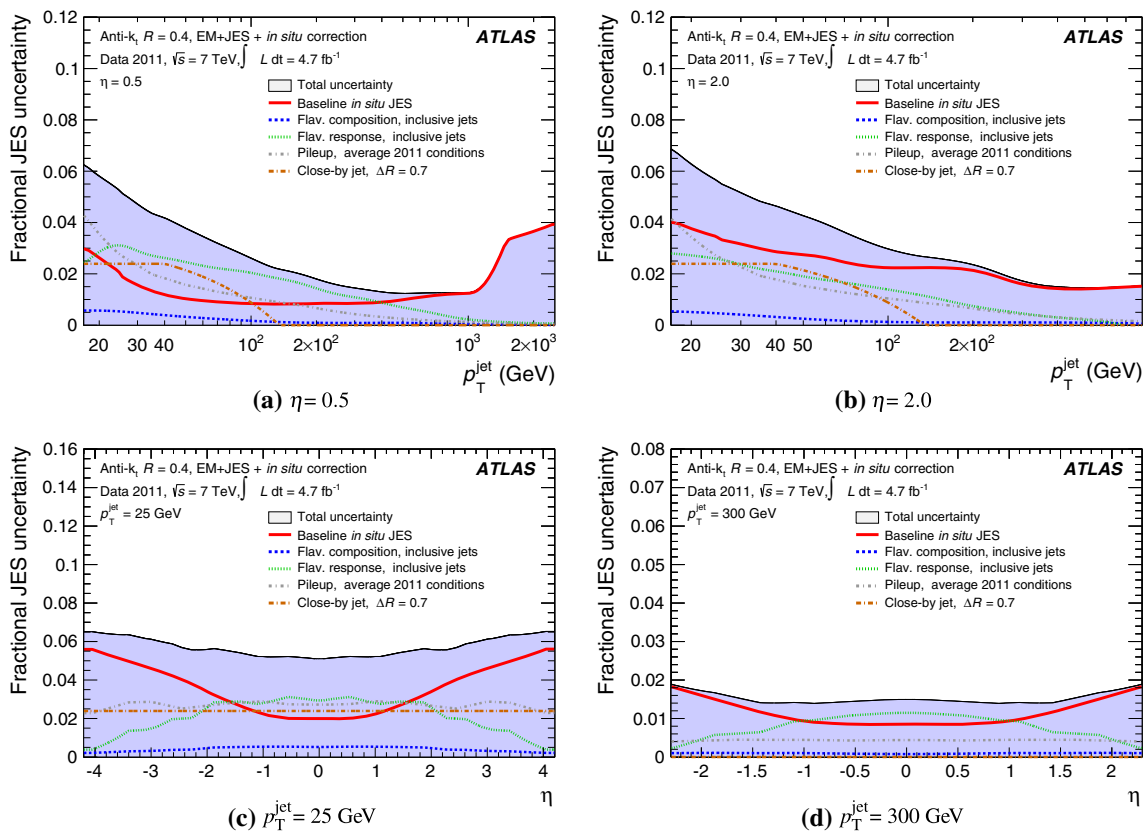 Fractional JES uncertainty
0.12
0.1
0.08
0.06
0.04
0.02
0
Anti-kt R = 0.4, EM+JES + in situ correction
ATLAS
Data 2011, √s = 7 TeV, ∫ L dt = 4.7 fb-1
η = 0.5
Total uncertainty
Baseline in situ JES
Flav. composition, inclusive jets
Flav. response, inclusive jets
Pileup, average 2011 conditions
Close-by jet, ΔR = 0.7
20 30 40 10² 2×10² 10³ 2×10³
pTjet (GeV)
(a) η = 0.5
Fractional JES uncertainty
0.12
0.1
0.08
0.06
0.04
0.02
0
Anti-kt R = 0.4, EM+JES + in situ correction
ATLAS
Data 2011, √s = 7 TeV, ∫ L dt = 4.7 fb-1
η = 2.0
Total uncertainty
Baseline in situ JES
Flav. composition, inclusive jets
Flav. response, inclusive jets
Pileup, average 2011 conditions
Close-by jet, ΔR = 0.7
20 30 40 50 10² 2×10²
pTjet (GeV)
(b) η = 2.0
Fractional JES uncertainty
0.16
0.14
0.12
0.1
0.08
0.06
0.04
0.02
0
Anti-kt R = 0.4, EM+JES + in situ correction
ATLAS
Data 2011, √s = 7 TeV, ∫ L dt = 4.7 fb-1
pTjet = 25 GeV
Total uncertainty
Baseline in situ JES
Flav. composition, inclusive jets
Flav. response, inclusive jets
Pileup, average 2011 conditions
Close-by jet, ΔR = 0.7
-4 -3 -2 -1 0 1 2 3 4
η
(c) pTjet = 25 GeV
Fractional JES uncertainty
0.08
0.07
0.06
0.05
0.04
0.03
0.02
0.01
0
Anti-kt R = 0.4, EM+JES + in situ correction
ATLAS
Data 2011, √s = 7 TeV, ∫ L dt = 4.7 fb-1
pTjet = 300 GeV
Total uncertainty
Baseline in situ JES
Flav. composition, inclusive jets
Flav. response, inclusive jets
Pileup, average 2011 conditions
Close-by jet, ΔR = 0.7
-2 -1.5 -1 -0.5 0 0.5 1 1.5 2
η
(d) pTjet = 300 GeV